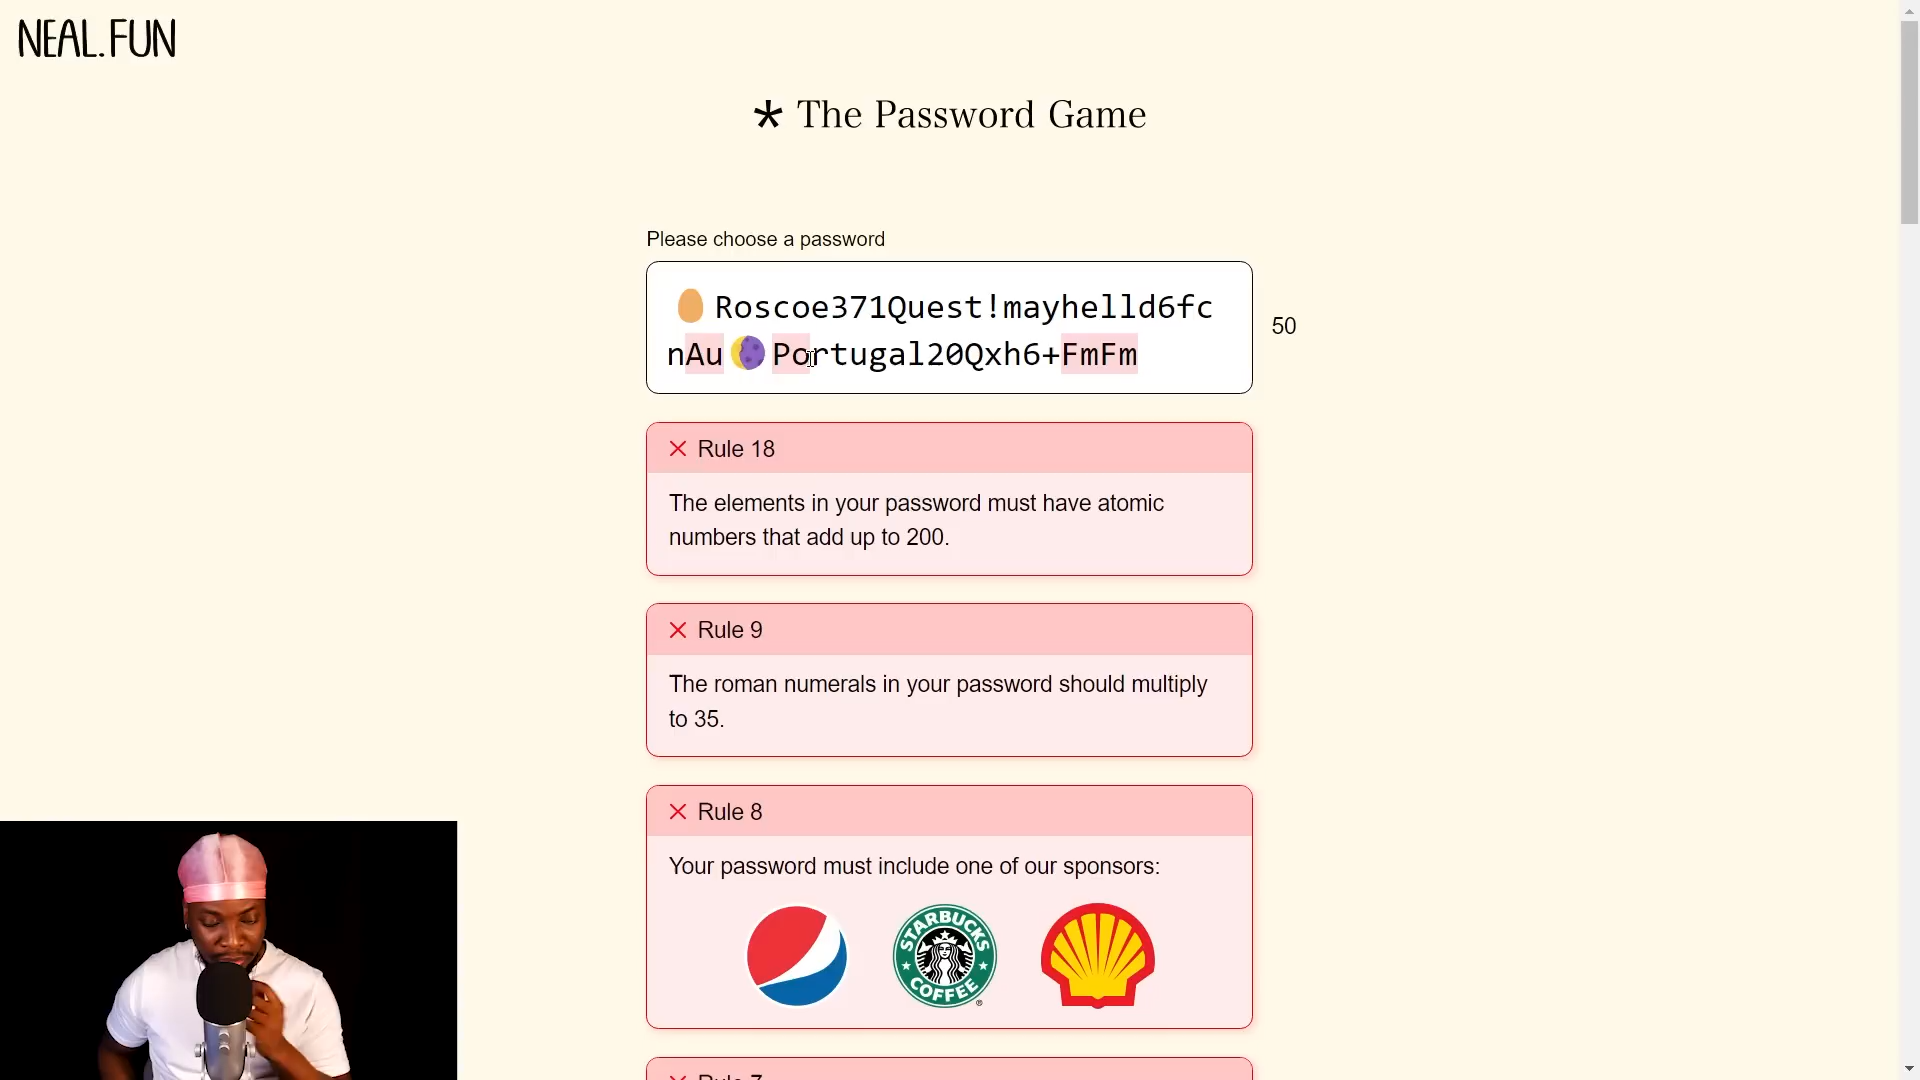 NEAL.FUN
* The Password Game
Please choose a password
🥚Roscoe371Quest!mayhelld6fc
nAu🌖Portugal20Qxh6+FmFm
50
× Rule 18
The elements in your password must have atomic
numbers that add up to 200.
× Rule 9
The roman numerals in your password should multiply
to 35.
× Rule 8
Your password must include one of our sponsors:
STARBUCKS
COFFEE
®
× Rule 7